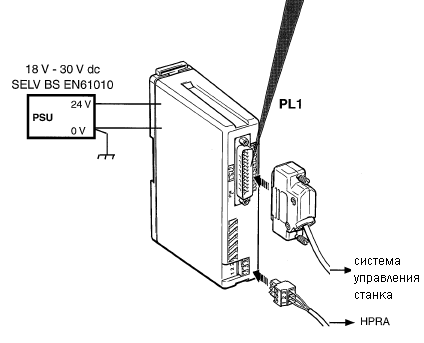 18 V - 30 V dc
SELV BS EN61010
24 V
PSU
0 V
PL1
система
управления
станка
HPRA